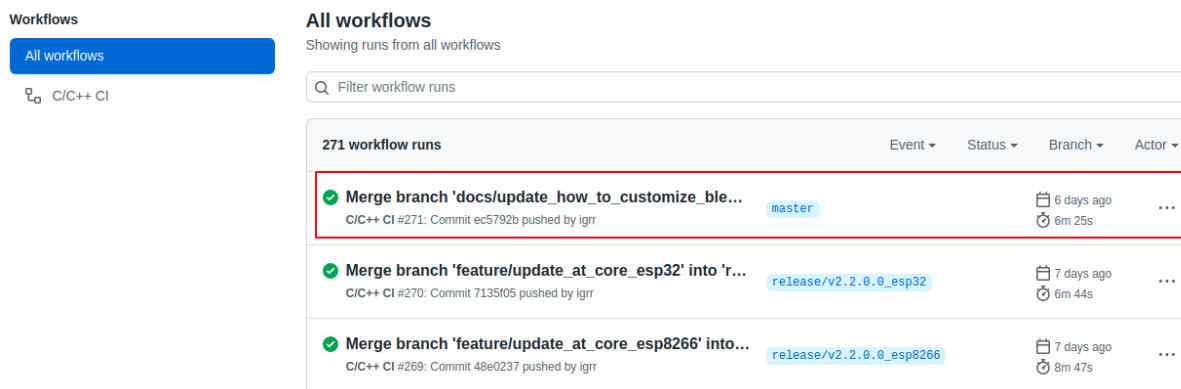 Workflows
All workflows
C/C++ CI
All workflows
Showing runs from all workflows
Filter workflow runs
271 workflow runs Event Status Branch Actor
Merge branch 'docs/update_how_to_customize_ble...
C/C++ CI #271: Commit ec5792b pushed by igrr
master
6 days ago
6m 25s
Merge branch 'feature/update_at_core_esp32' into 'r...
C/C++ CI #270: Commit 7135f05 pushed by igrr
release/v2.2.0.0_esp32
7 days ago
6m 44s
Merge branch 'feature/update_at_core_esp8266' into...
C/C++ CI #269: Commit 48e0237 pushed by igrr
release/v2.2.0.0_esp8266
7 days ago
8m 47s